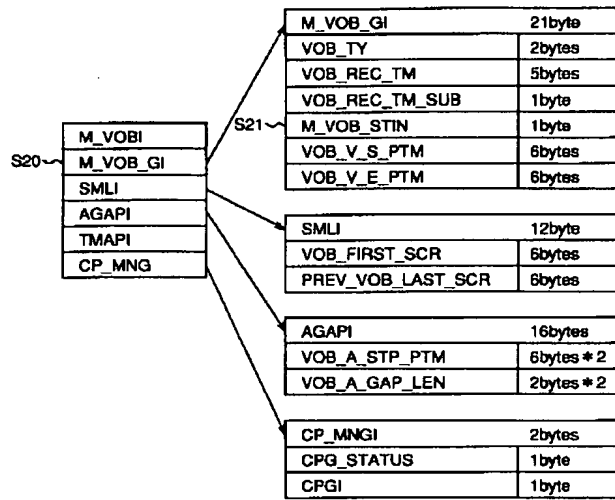 M_VOB_GI 21byte
VOB_TY 2bytes
VOB_REC_TM 5bytes
VOB_REC_TM_SUB 1byte
S21 M_VOB_STIN 1byte
VOB_V_S_PTM 6bytes
VOB_V_E_PTM 6bytes
M_VOBI
S20 M_VOB_GI
SMLI
AGAPI
TMAPI
CP_MNG
SMLI 12byte
VOB_FIRST_SCR 6bytes
PREV_VOB_LAST_SCR 6bytes
AGAPI 16bytes
VOB_A_STP_PTM 6bytes*2
VOB_A_GAP_LEN 2bytes*2
CP_MNGI 2bytes
CPG_STATUS 1byte
CPGI 1byte